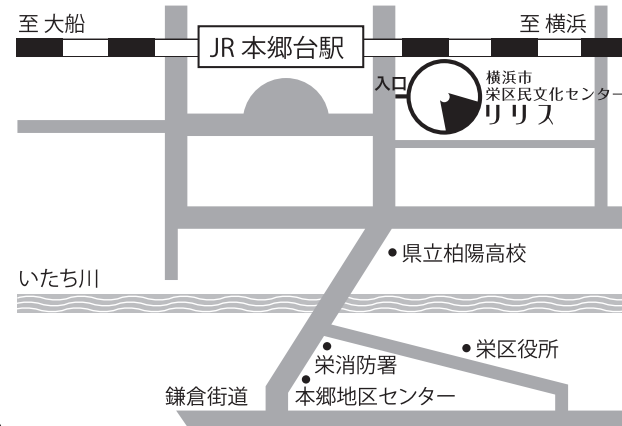 至 大船
至 横浜
JR 本郷台駅
入口
横浜市
栄区民文化センター
リリス
県立柏陽高校
いたち川
栄区役所
栄消防署
鎌倉街道
本郷地区センター